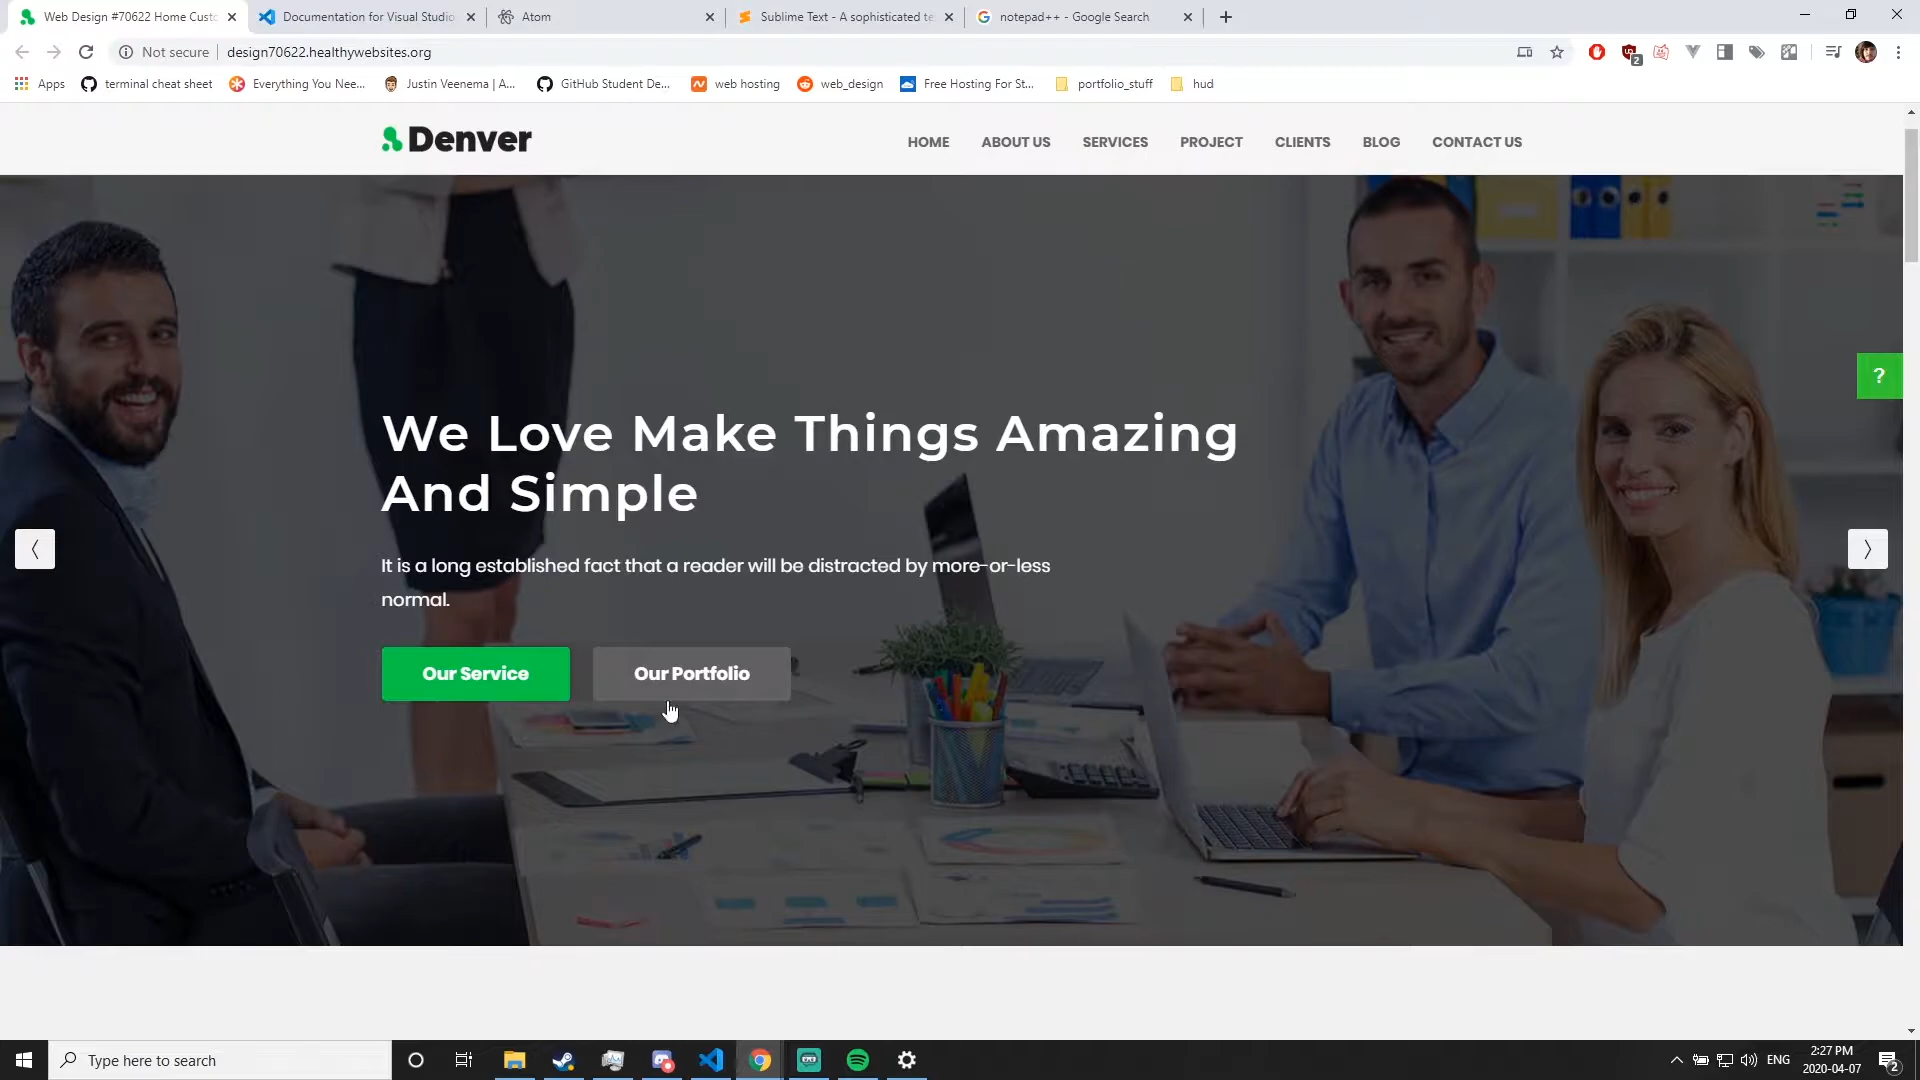 Web Design #70622 Home Custo
Documentation for Visual Studio
Atom
Sublime Text - A sophisticated te
notepad++ - Google Search
Not secure
design70622.healthywebsites.org
2
Apps
terminal cheat sheet
Everything You Nee...
Justin Veenema | A...
GitHub Student De...
web hosting
web_design
Free Hosting For St...
portfolio_stuff
hud
Denver
HOME
ABOUT US
SERVICES
PROJECT
CLIENTS
BLOG
CONTACT US
?
We Love Make Things Amazing
And Simple
It is a long established fact that a reader will be distracted by more-or-less
normal.
Our Service
Our Portfolio
Type here to search
ENG
2:27 PM
2020-04-07
2